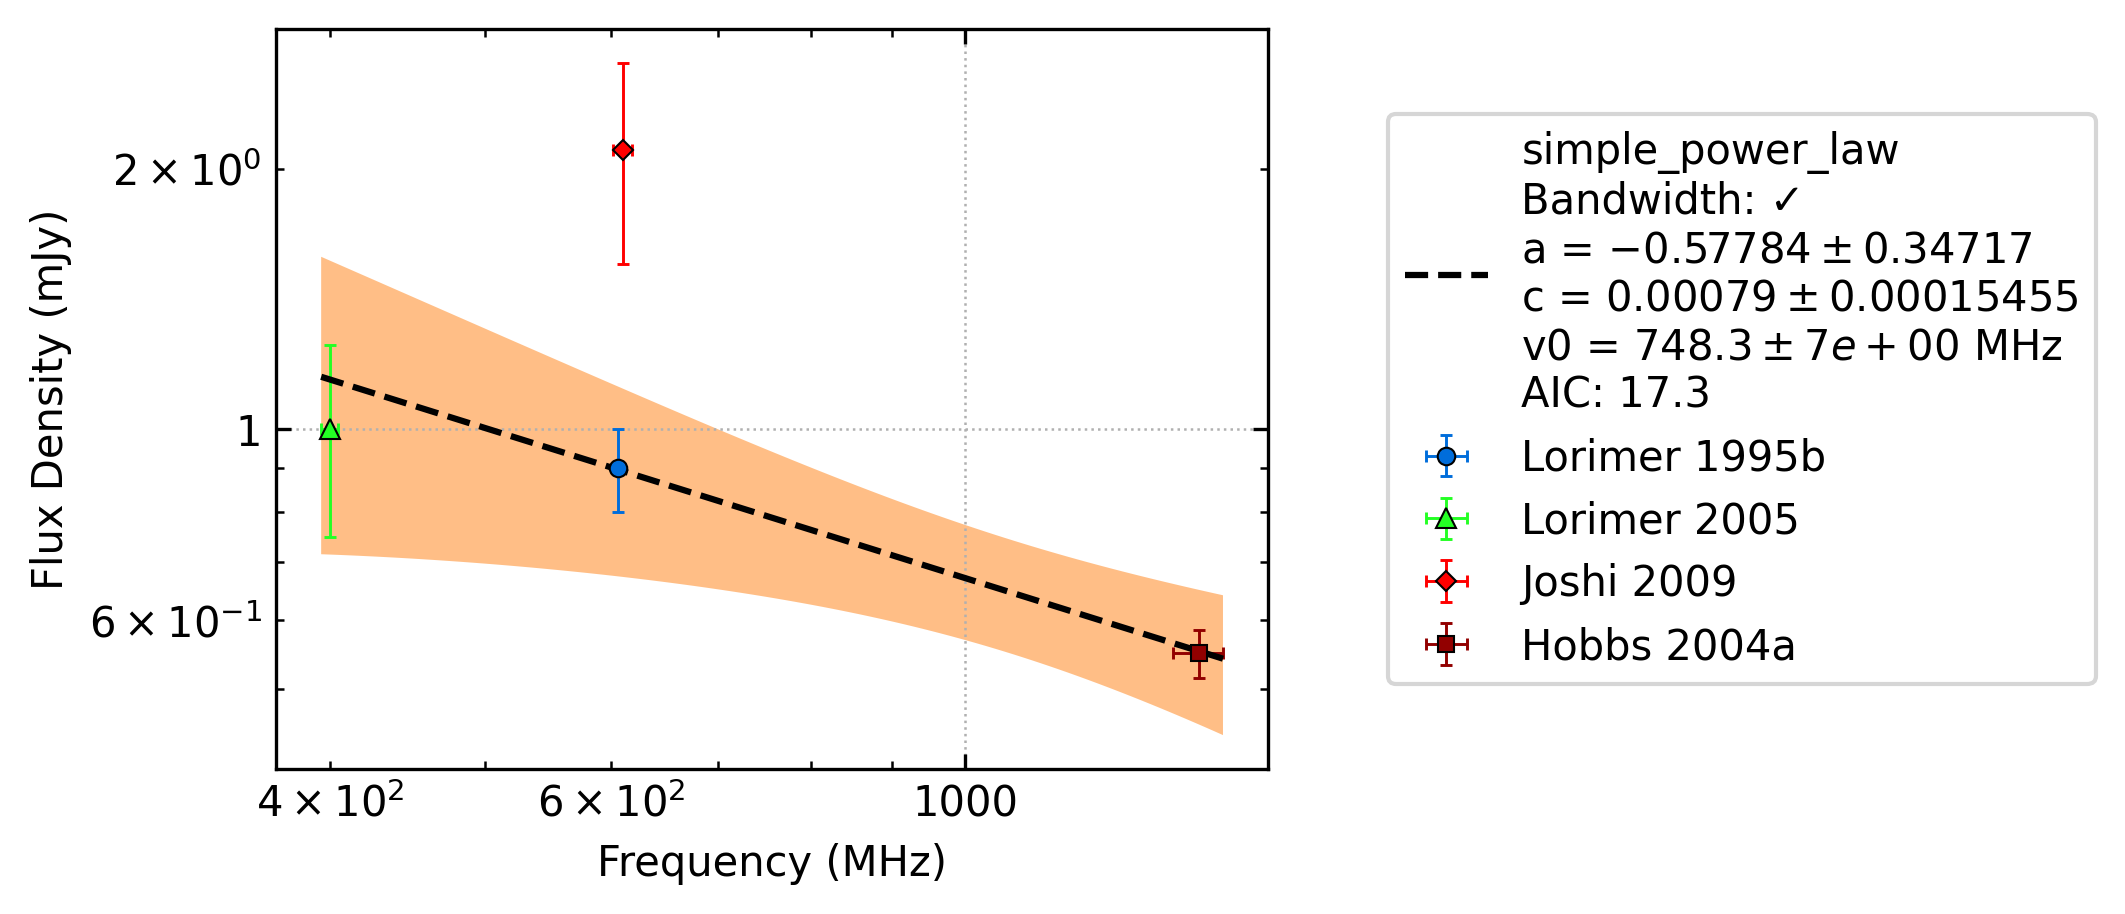 2 × 10⁰
1
6 × 10⁻¹
Flux Density (mJy)
4 × 10² 6 × 10² 1000
Frequency (MHz)
simple_power_law
Bandwidth: ✓
a = −0.57784 ± 0.34717
c = 0.00079 ± 0.00015455
v0 = 748.3 ± 7e + 00 MHz
AIC: 17.3
Lorimer 1995b
Lorimer 2005
Joshi 2009
Hobbs 2004a